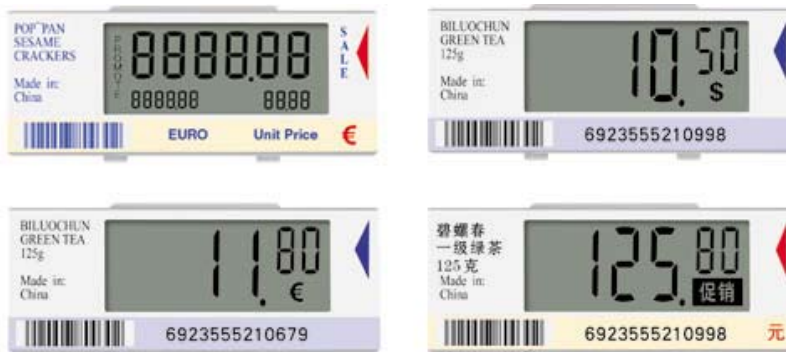 POP-PAN
SESAME
CRACKERS
Made in:
China
PROMOTE
8888.88
888888
8888
SALE
EURO
Unit Price
€
BILUOCHUN
GREEN TEA
125g
Made in:
China
10.50
$
6923555210998
BILUOCHUN
GREEN TEA
125g
Made in:
China
11.80
€
6923555210679
碧螺春
一级绿茶
125克
Made in:
China
125.80
促销
6923555210998
元